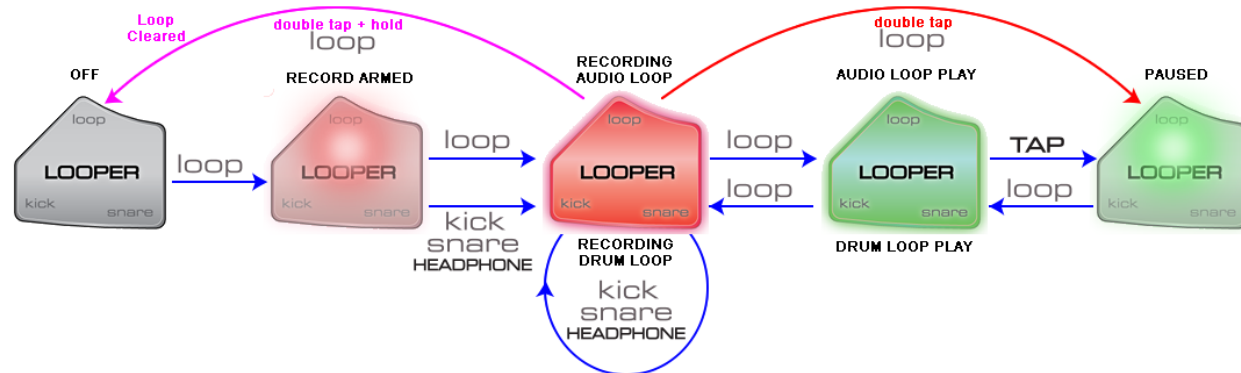 Loop
Cleared
double tap + hold
loop
double tap
loop
OFF
RECORD ARMED
RECORDING
AUDIO LOOP
AUDIO LOOP PLAY
PAUSED
loop
LOOPER
kick
snare
loop
loop
LOOPER
kick
snare
loop
kick
snare
HEADPHONE
loop
LOOPER
kick
snare
RECORDING
DRUM LOOP
kick
snare
HEADPHONE
loop
loop
loop
LOOPER
kick
snare
DRUM LOOP PLAY
TAP
loop
loop
LOOPER
kick
snare